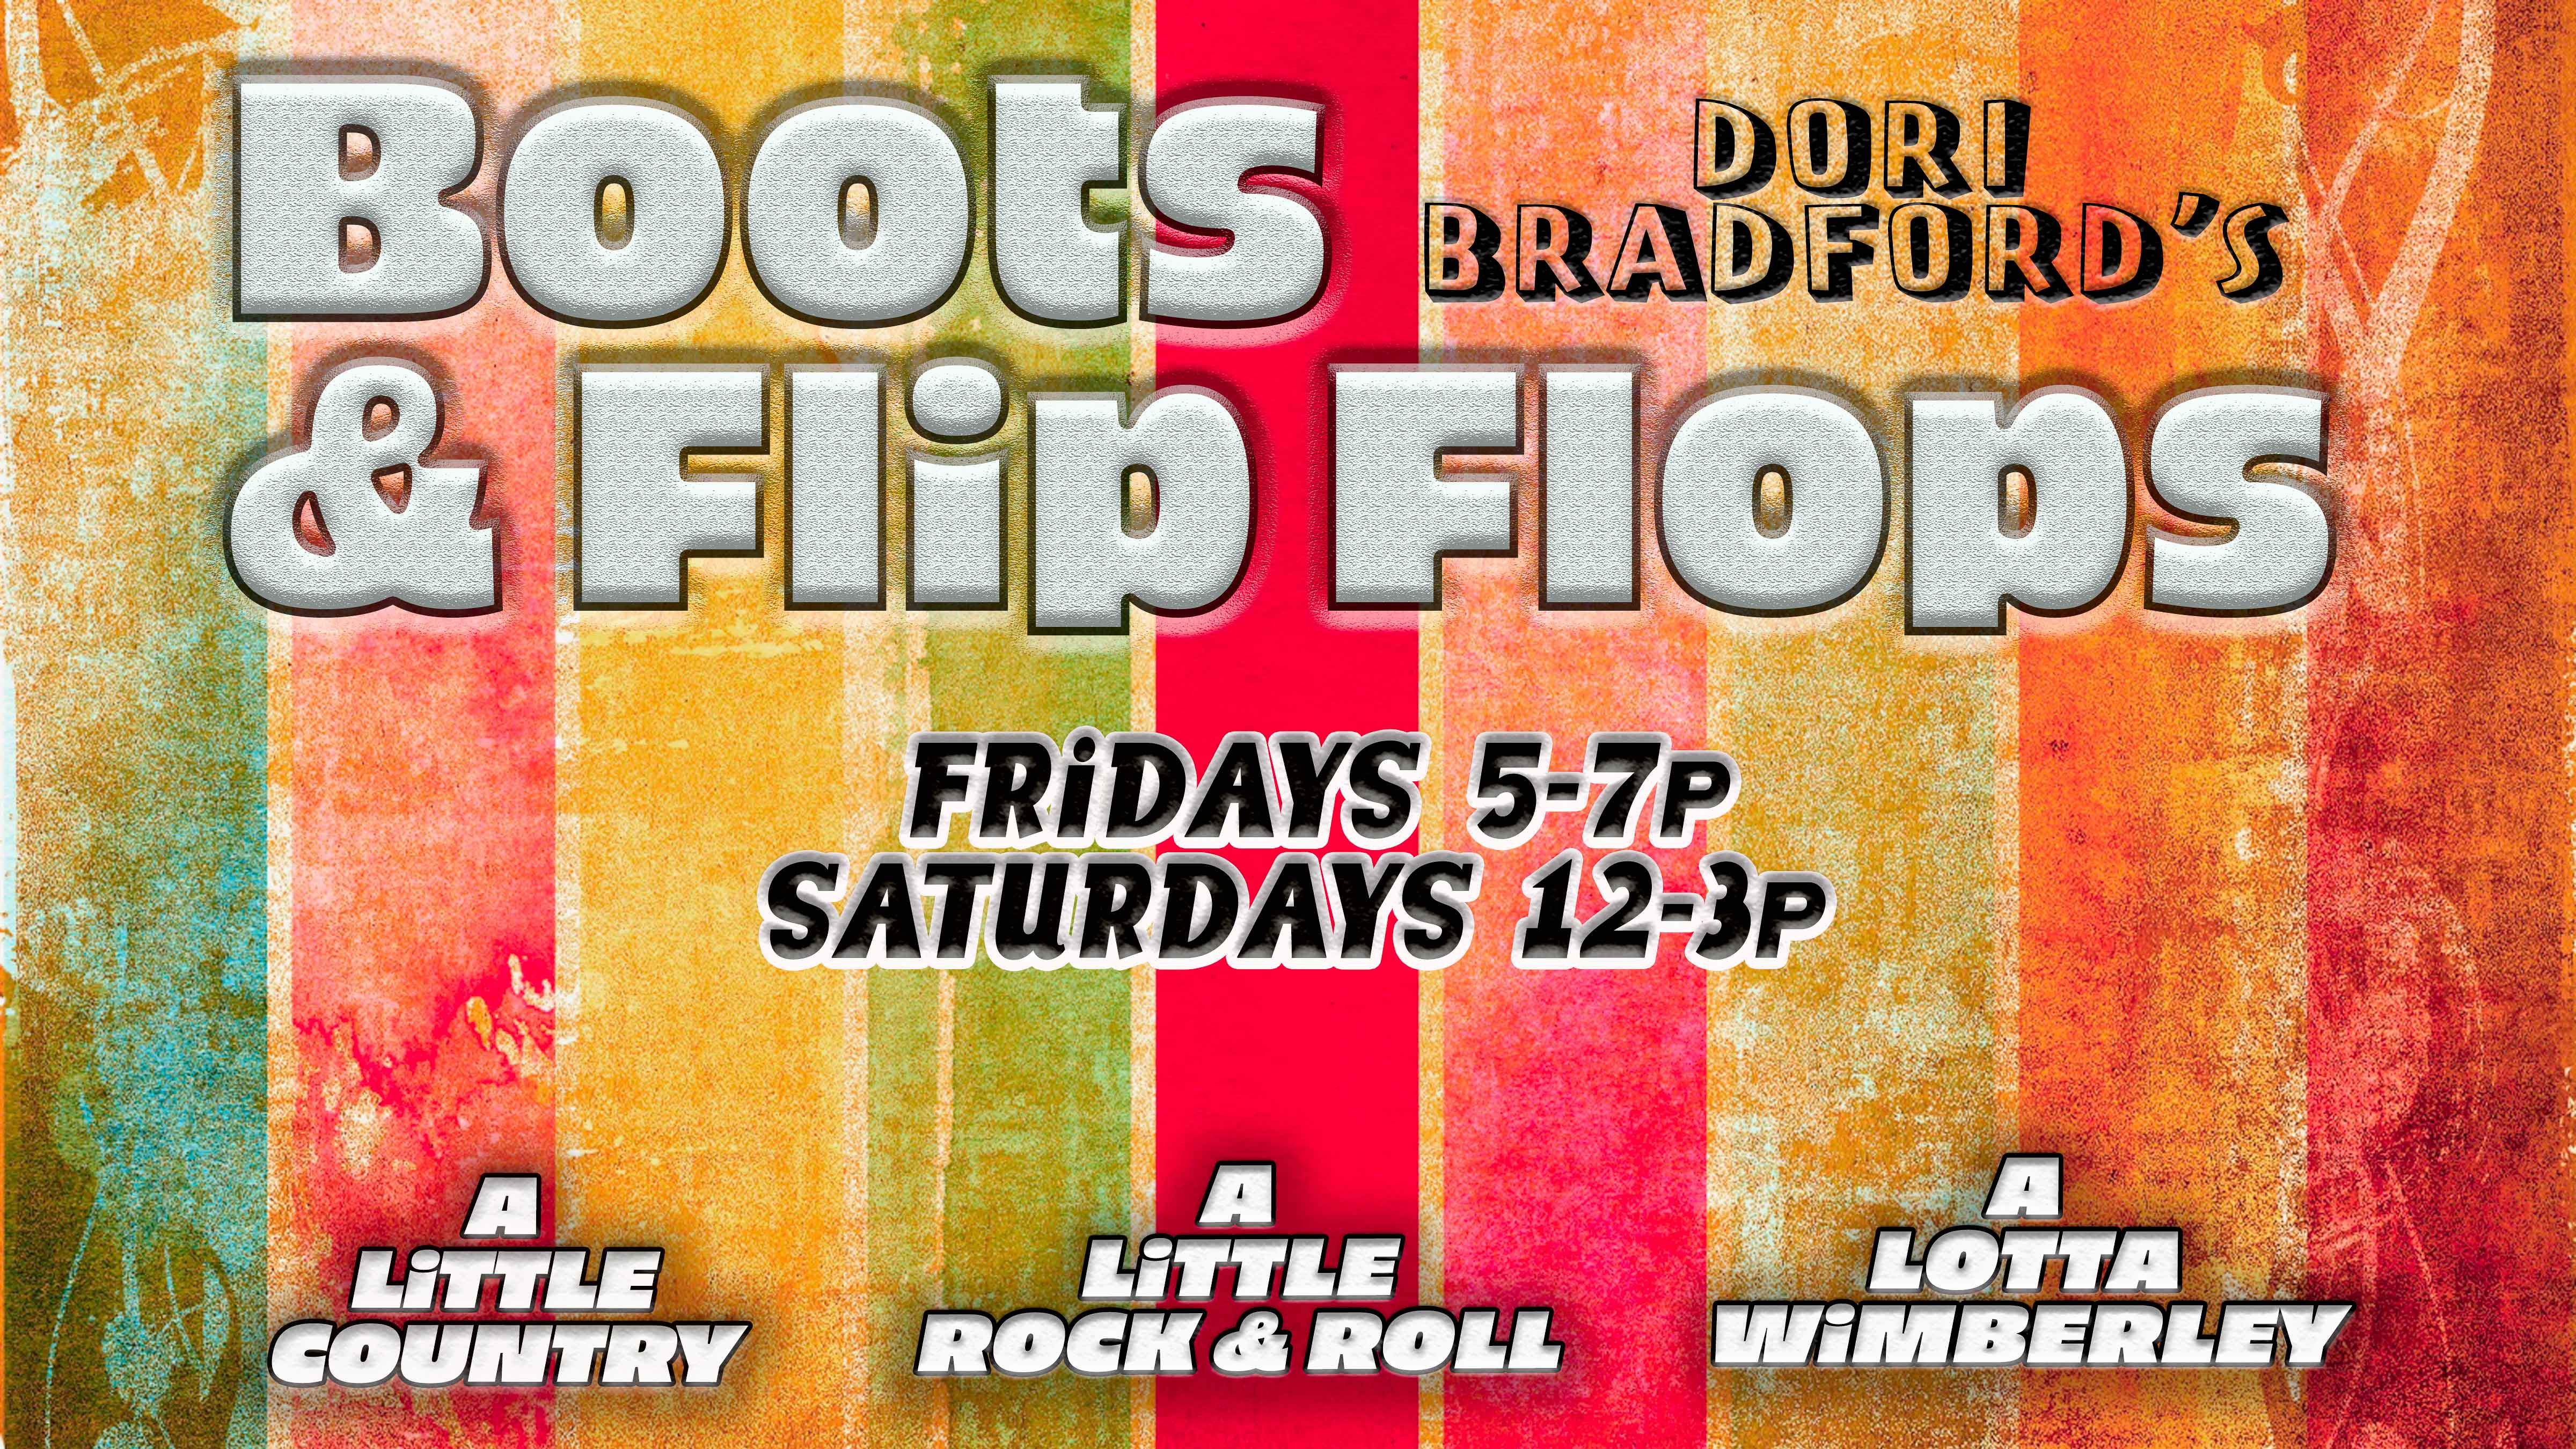 DORI
BRADFORD'S
Boots
& Flip Flops
FRiDAYS 5-7P
SATURDAYS 12-3P
A
LiTTLE
COUNTRY
A
LiTTLE
ROCK & ROLL
A
LOTTA
WiMBERLEY